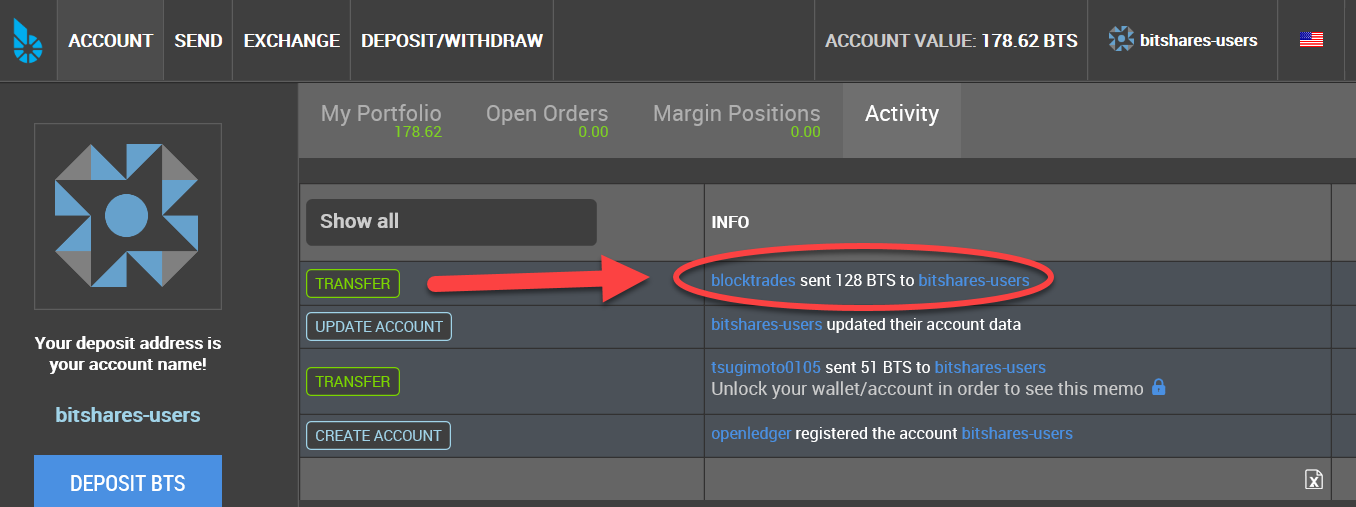 ACCOUNT SEND EXCHANGE DEPOSIT/WITHDRAW ACCOUNT VALUE: 178.62 BTS bitshares-users
My Portfolio Open Orders Margin Positions Activity
178.62 0.00 0.00
Show all INFO
TRANSFER blocktrades sent 128 BTS to bitshares-users
UPDATE ACCOUNT bitshares-users updated their account data
TRANSFER tsugimoto0105 sent 51 BTS to bitshares-users
Unlock your wallet/account in order to see this memo
CREATE ACCOUNT openledger registered the account bitshares-users
Your deposit address is
your account name!
bitshares-users
DEPOSIT BTS